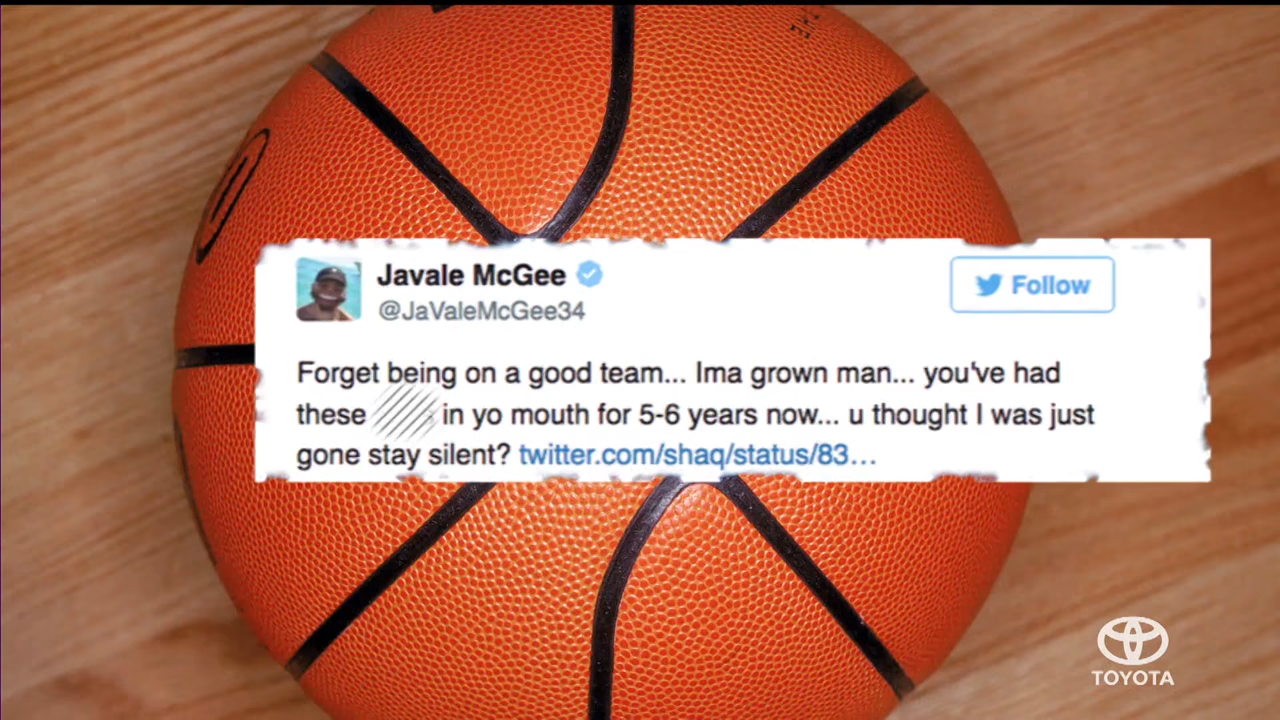 Javale McGee
@JaValeMcGee34
Follow
Forget being on a good team... Ima grown man... you've had
these in yo mouth for 5-6 years now... u thought I was just
gone stay silent? twitter.com/shaq/status/83...
TOYOTA